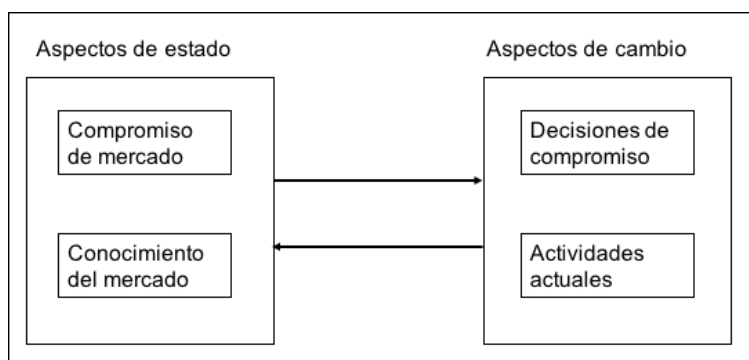 Aspectos de estado
Compromiso
de mercado
Conocimiento
del mercado
Aspectos de cambio
Decisiones de
compromiso
Actividades
actuales